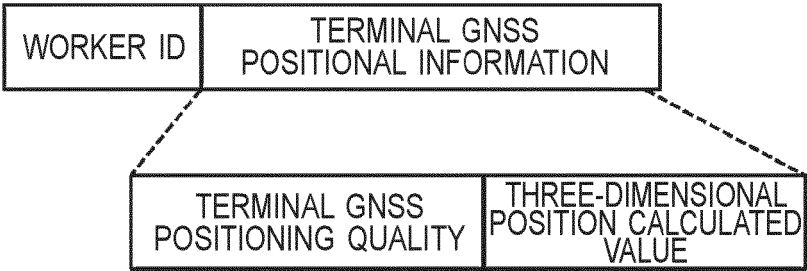 WORKER ID
TERMINAL GNSS
POSITIONAL INFORMATION
TERMINAL GNSS
POSITIONING QUALITY
THREE-DIMENSIONAL
POSITION CALCULATED
VALUE